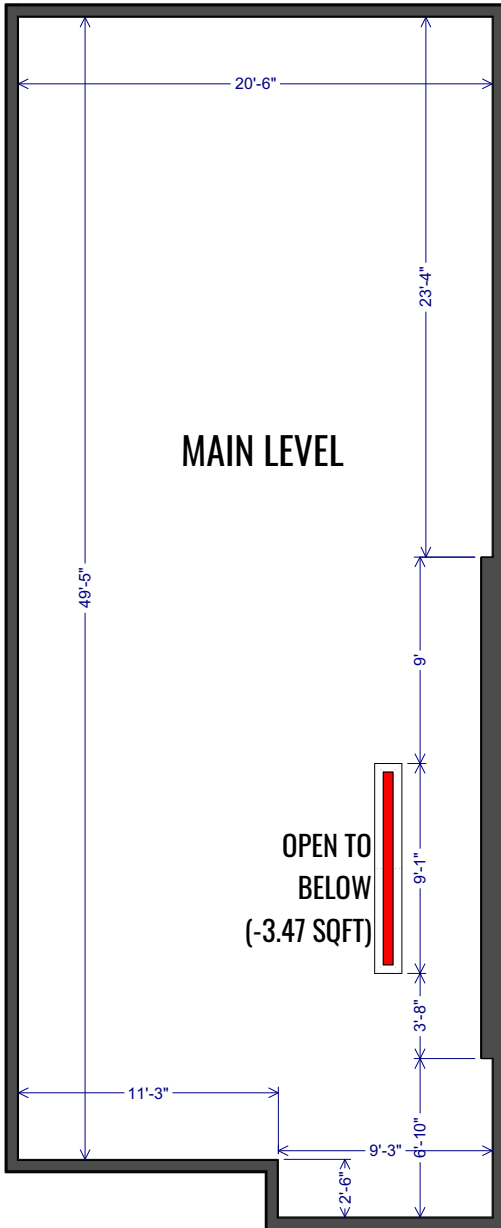 20'-6"
23'-4"
MAIN LEVEL
49'-5"
9'
OPEN TO
BELOW
(-3.47 SQFT)
9'-1"
3'-8"
11'-3"
9'-3"
6'-10"
2'-6"